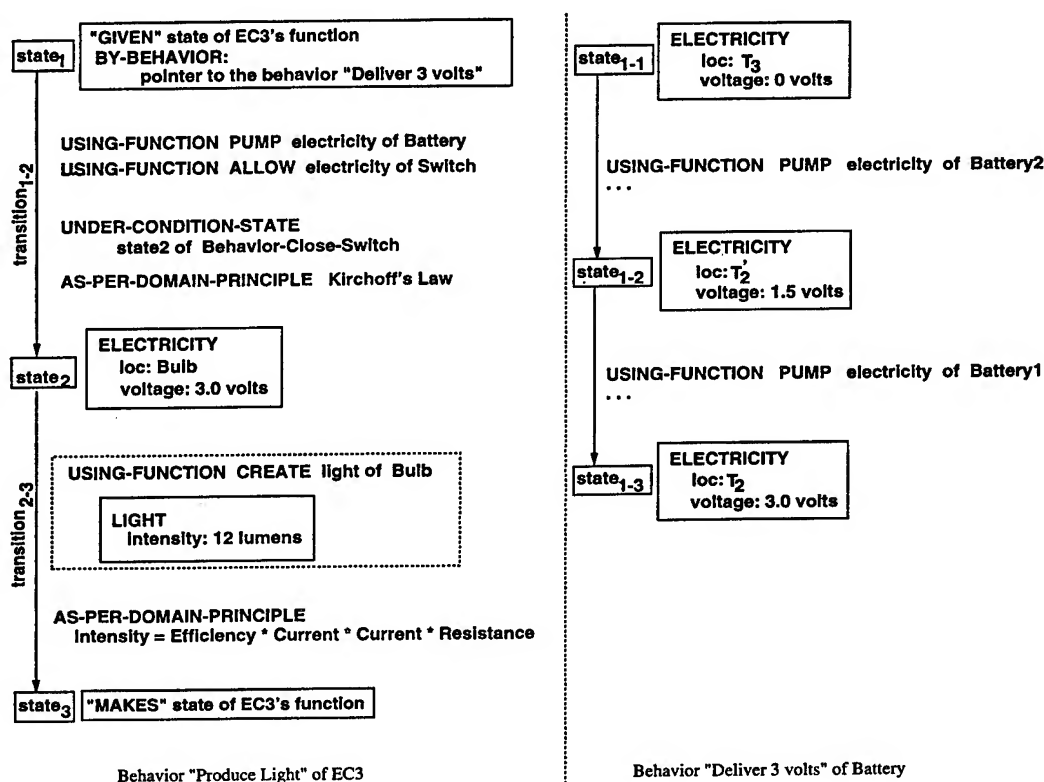 state1
"GIVEN" state of EC3's function
BY-BEHAVIOR:
pointer to the behavior "Deliver 3 volts"
transition1-2
USING-FUNCTION PUMP electricity of Battery
USING-FUNCTION ALLOW electricity of Switch
UNDER-CONDITION-STATE
state2 of Behavior-Close-Switch
AS-PER-DOMAIN-PRINCIPLE Kirchoff's Law
state2
ELECTRICITY
loc: Bulb
voltage: 3.0 volts
transition2-3
USING-FUNCTION CREATE light of Bulb
LIGHT
Intensity: 12 lumens
AS-PER-DOMAIN-PRINCIPLE
Intensity = Efficiency * Current * Current * Resistance
state3
"MAKES" state of EC3's function
Behavior "Produce Light" of EC3
state1-1
ELECTRICITY
loc: T3
voltage: 0 volts
USING-FUNCTION PUMP electricity of Battery2
...
state1-2
ELECTRICITY
loc: T2'
voltage: 1.5 volts
USING-FUNCTION PUMP electricity of Battery1
...
state1-3
ELECTRICITY
loc: T2
voltage: 3.0 volts
Behavior "Deliver 3 volts" of Battery